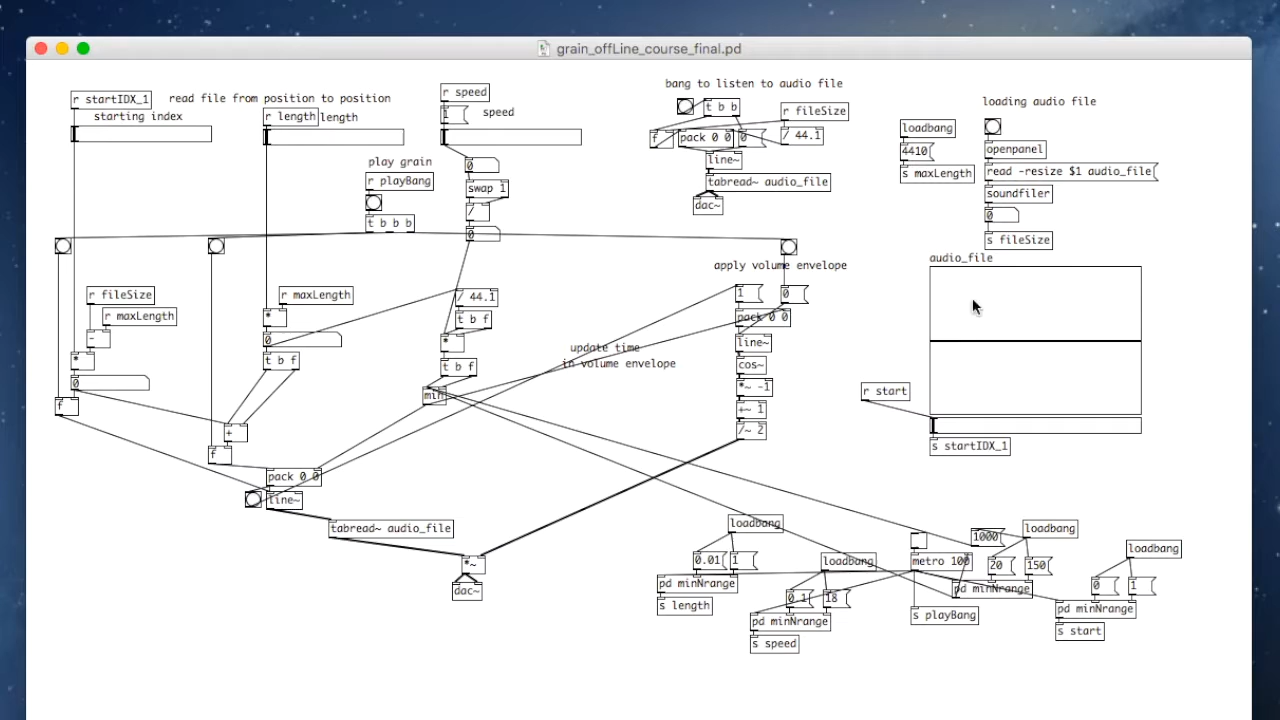 grain_offLine_course_final.pd
r startIDX_1
read file from position to position
starting index
r length
length
r speed
1
speed
play grain
r playBang
t b b b
0
swap 1
/
0
bang to listen to audio file
t b b
r fileSize
f
pack 0 0
0
/ 44.1
line~
tabread~ audio_file
dac~
loadbang
4410
s maxLength
loading audio file
openpanel
read -resize $1 audio_file
soundfiler
0
s fileSize
audio_file
r fileSize
r maxLength
-
*
0
f
r maxLength
*
0
t b f
+
f
/ 44.1
t b f
*
t b f
min
update time
in volume envelope
apply volume envelope
1
0
pack 0 0
line~
cos~
*~ -1
+~ 1
/~ 2
r start
s startIDX_1
pack 0 0
line~
tabread~ audio_file
*~
dac~
loadbang
0.01
1
pd minNrange
s length
loadbang
0.1
18
pd minNrange
s speed
metro 100
s playBang
1000
loadbang
20
150
pd minNrange
loadbang
0
1
pd minNrange
s start